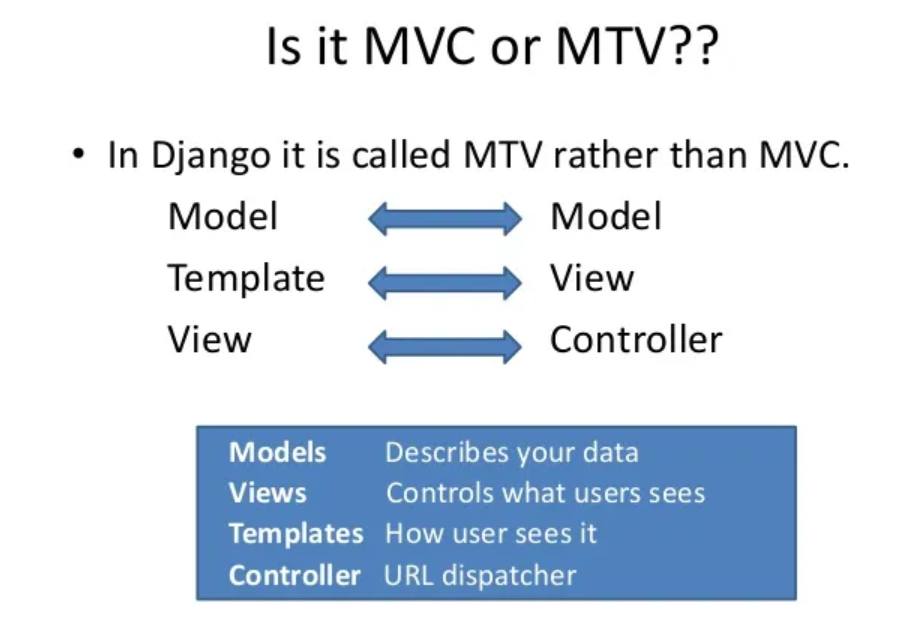 Is it MVC or MTV??
• In Django it is called MTV rather than MVC.
Model Model
Template View
View Controller
Models Describes your data
Views Controls what users sees
Templates How user sees it
Controller URL dispatcher